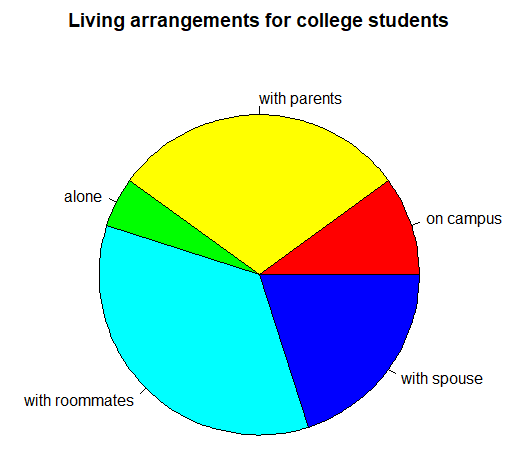 Living arrangements for college students
with parents
alone
on campus
with spouse
with roommates